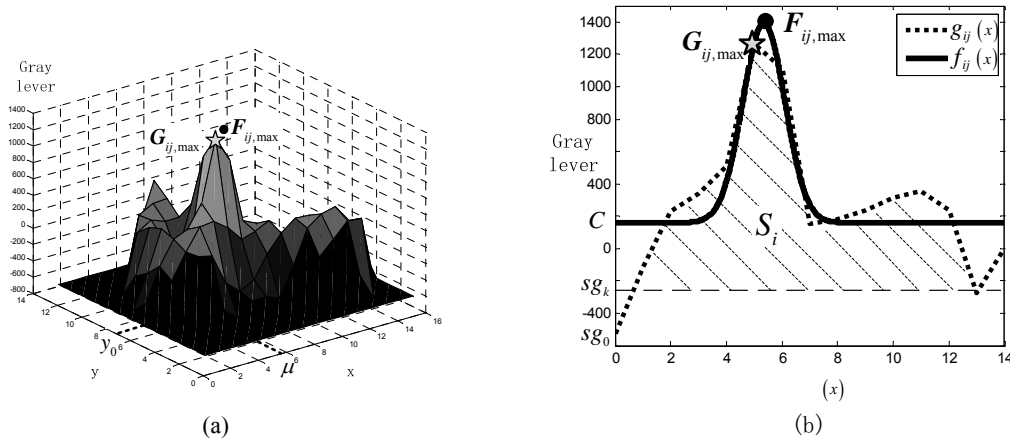 Gray
lever
1400
1200
1000
800
600
400
200
0
-200
-400
-600
-800
G_{ij,max}
F_{ij,max}
14
12
10
8
6
4
2
0
y_0
y
0
2
4
6
8
10
12
14
16
μ
x
(a)
1400
1200
1000
800
Gray
lever
400
C
0
sg_k
-400
sg_0
G_{ij,max}
F_{ij,max}
g_{ij}(x)
f_{ij}(x)
S_i
0 2 4 6 8 10 12 14
(x)
(b)